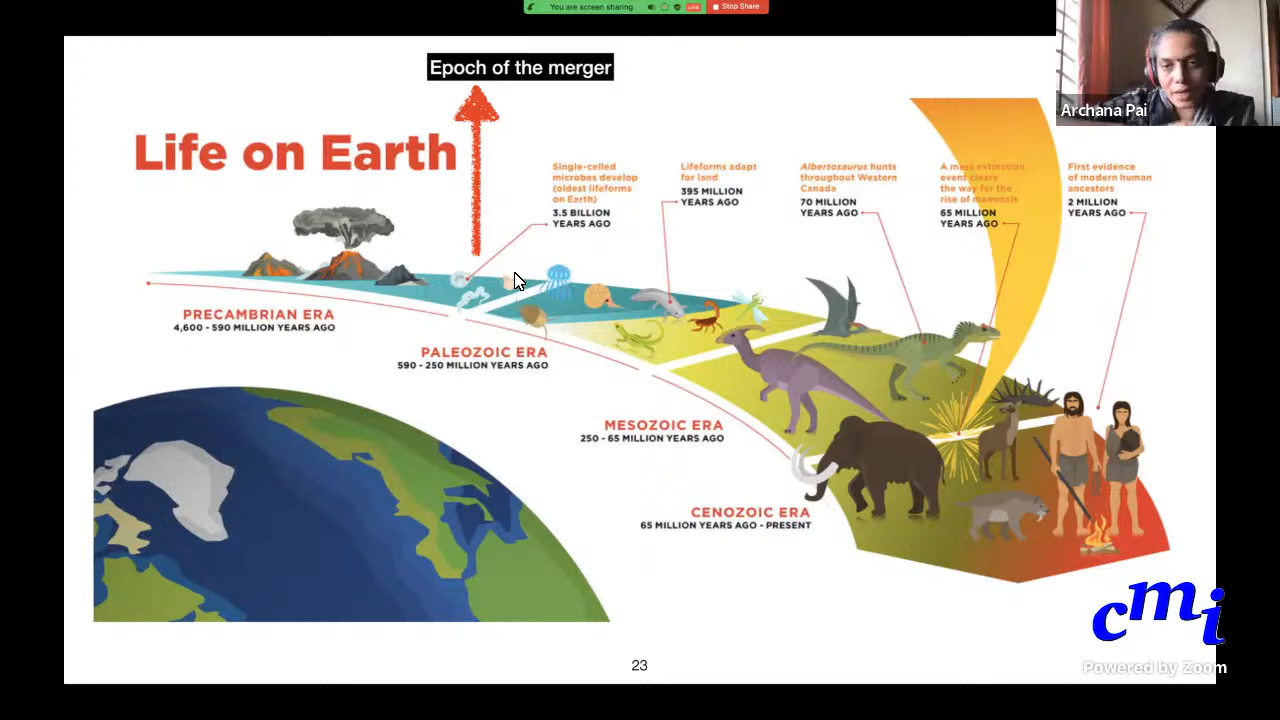 You are screen sharing
LIVE
Stop Share
Archana Pai
Epoch of the merger
Life on Earth
Single-celled
microbes develop
(oldest lifeforms
on Earth)
3.5 BILLION
YEARS AGO
Lifeforms adapt
for land
395 MILLION
YEARS AGO
Albertosaurus hunts
throughout Western
Canada
70 MILLION
YEARS AGO
A mass extinction
event clears
the way for the
rise of mammals
65 MILLION
YEARS AGO
First evidence
of modern human
ancestors
2 MILLION
YEARS AGO
PRECAMBRIAN ERA
4,600 - 590 MILLION YEARS AGO
PALEOZOIC ERA
590 - 250 MILLION YEARS AGO
MESOZOIC ERA
250 - 65 MILLION YEARS AGO
CENOZOIC ERA
65 MILLION YEARS AGO - PRESENT
cmi
Powered by Zoom
23